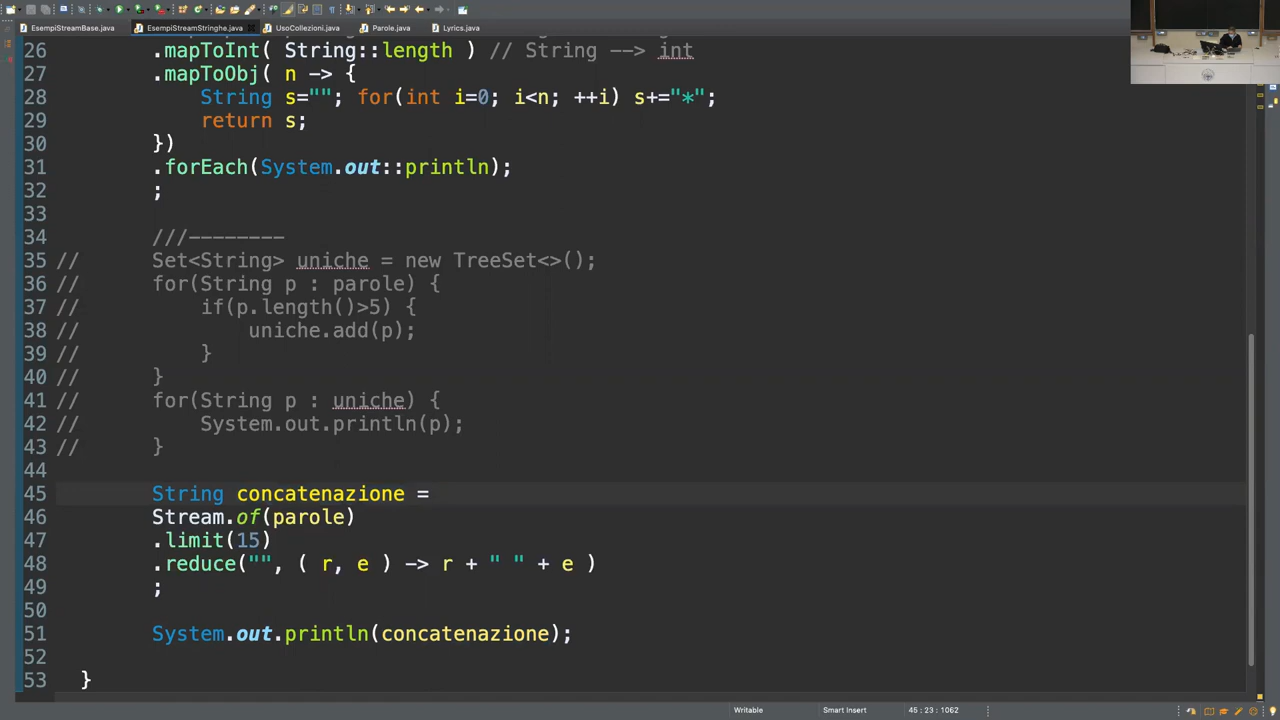 EsempiStreamBase.java EsempiStreamStringhe.java UsoCollezioni.java Parole.java Lyrics.java
26 .mapToInt( String::length ) // String --> int
27 .mapToObj( n -> {
28 String s=""; for(int i=0; i<n; ++i) s+="*";
29 return s;
30 })
31 .forEach(System.out::println);
32 ;
33
34 ///--------
35 // Set<String> uniche = new TreeSet<>();
36 // for(String p : parole) {
37 // if(p.length()>5) {
38 // uniche.add(p);
39 // }
40 // }
41 // for(String p : uniche) {
42 // System.out.println(p);
43 // }
44
45 String concatenazione =
46 Stream.of(parole)
47 .limit(15)
48 .reduce("", ( r, e ) -> r + " " + e )
49 ;
50
51 System.out.println(concatenazione);
52
53 }
Writable Smart Insert 45 : 23 : 1062